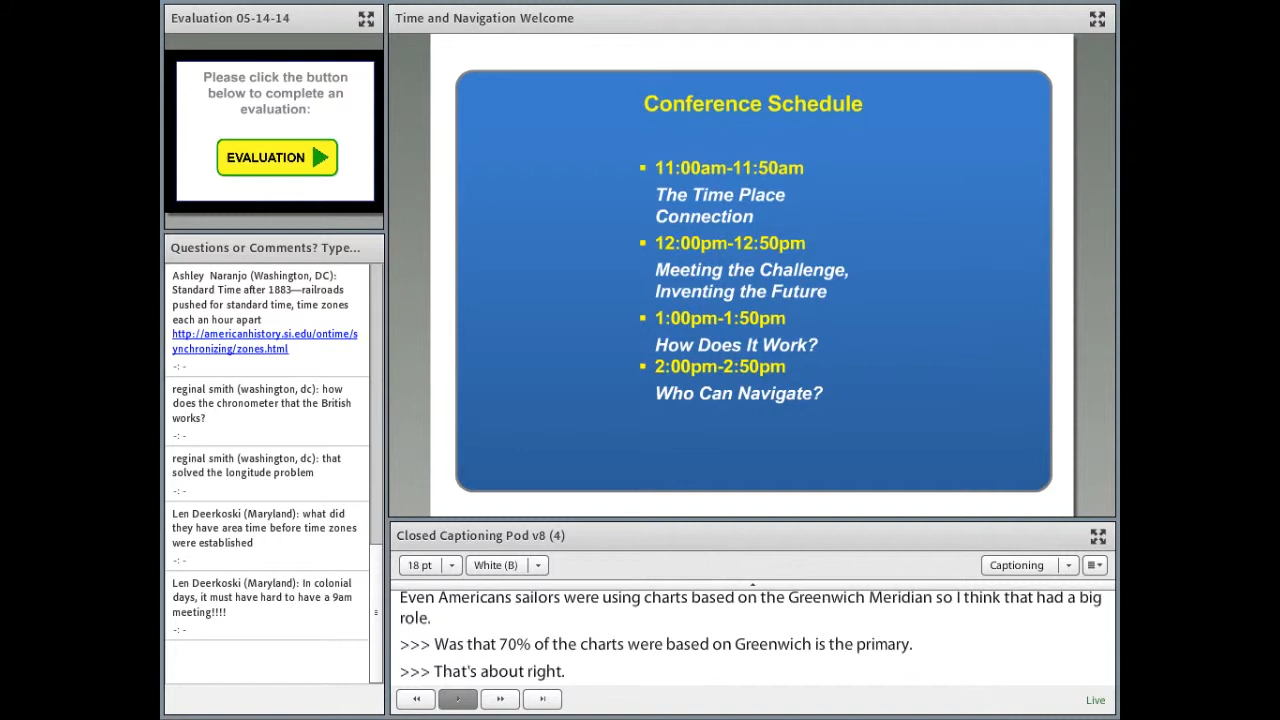 Evaluation 05-14-14
Please click the button
below to complete an
evaluation:
EVALUATION
Questions or Comments? Type...
Ashley Naranjo (Washington, DC):
Standard Time after 1883—railroads
pushed for standard time, time zones
each an hour apart
http://americanhistory.si.edu/ontime/s
ynchronizing/zones.html
-: -
reginal smith (washington, dc): how
does the chronometer that the British
works?
-: -
reginal smith (washington, dc): that
solved the longitude problem
-: -
Len Deerkoski (Maryland): what did
they have area time before time zones
were established
-: -
Len Deerkoski (Maryland): In colonial
days, it must have hard to have a 9am
meeting!!!!
-: -
Time and Navigation Welcome
Conference Schedule
▪ 11:00am-11:50am
The Time Place
Connection
▪ 12:00pm-12:50pm
Meeting the Challenge,
Inventing the Future
▪ 1:00pm-1:50pm
How Does It Work?
▪ 2:00pm-2:50pm
Who Can Navigate?
Closed Captioning Pod v8 (4)
18 pt White (B) Captioning
Even Americans sailors were using charts based on the Greenwich Meridian so I think that had a big
role.
>>> Was that 70% of the charts were based on Greenwich is the primary.
>>> That's about right.
Live